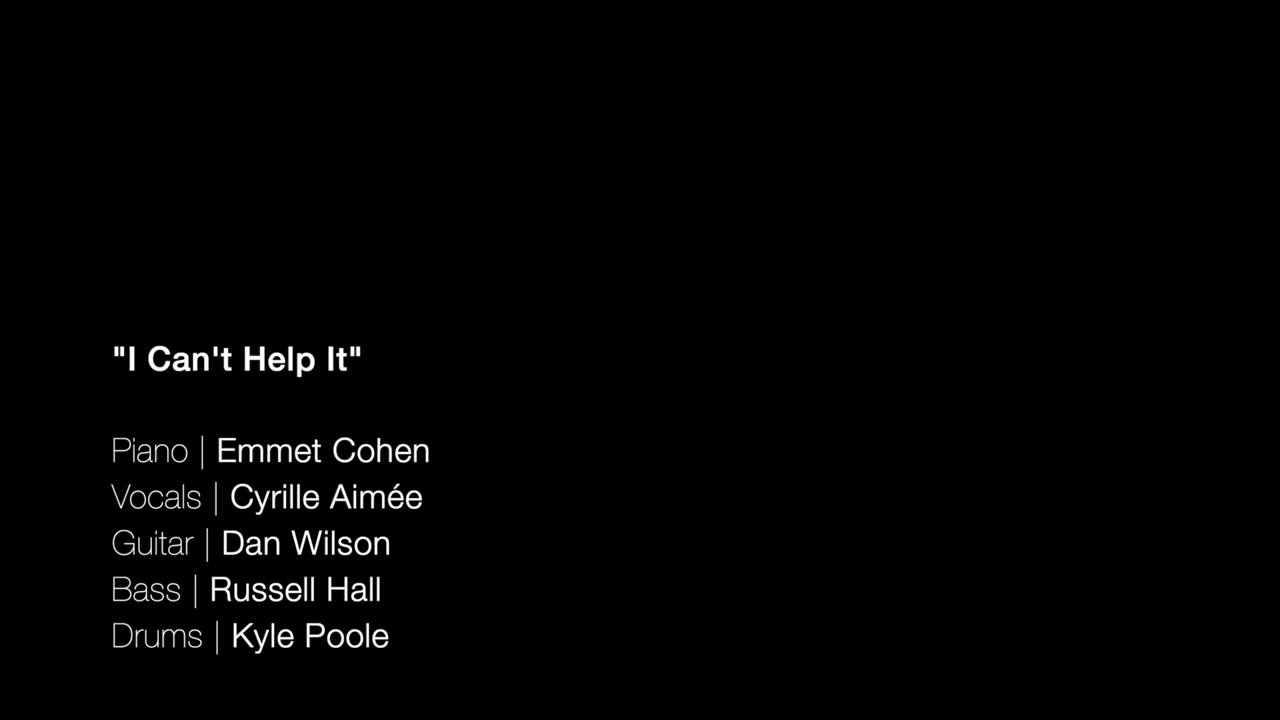 "I Can't Help It"
Piano | Emmet Cohen
Vocals | Cyrille Aimée
Guitar | Dan Wilson
Bass | Russell Hall
Drums | Kyle Poole